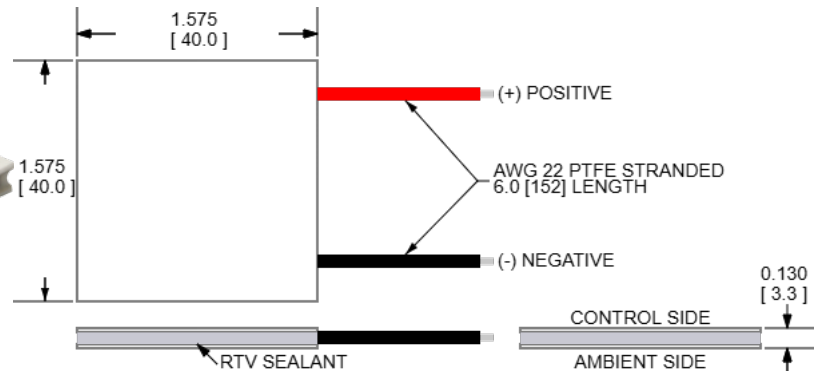 1.575
[ 40.0 ]
(+) POSITIVE
1.575
[ 40.0 ]
AWG 22 PTFE STRANDED
6.0 [152] LENGTH
(-) NEGATIVE
0.130
[ 3.3 ]
CONTROL SIDE
RTV SEALANT
AMBIENT SIDE